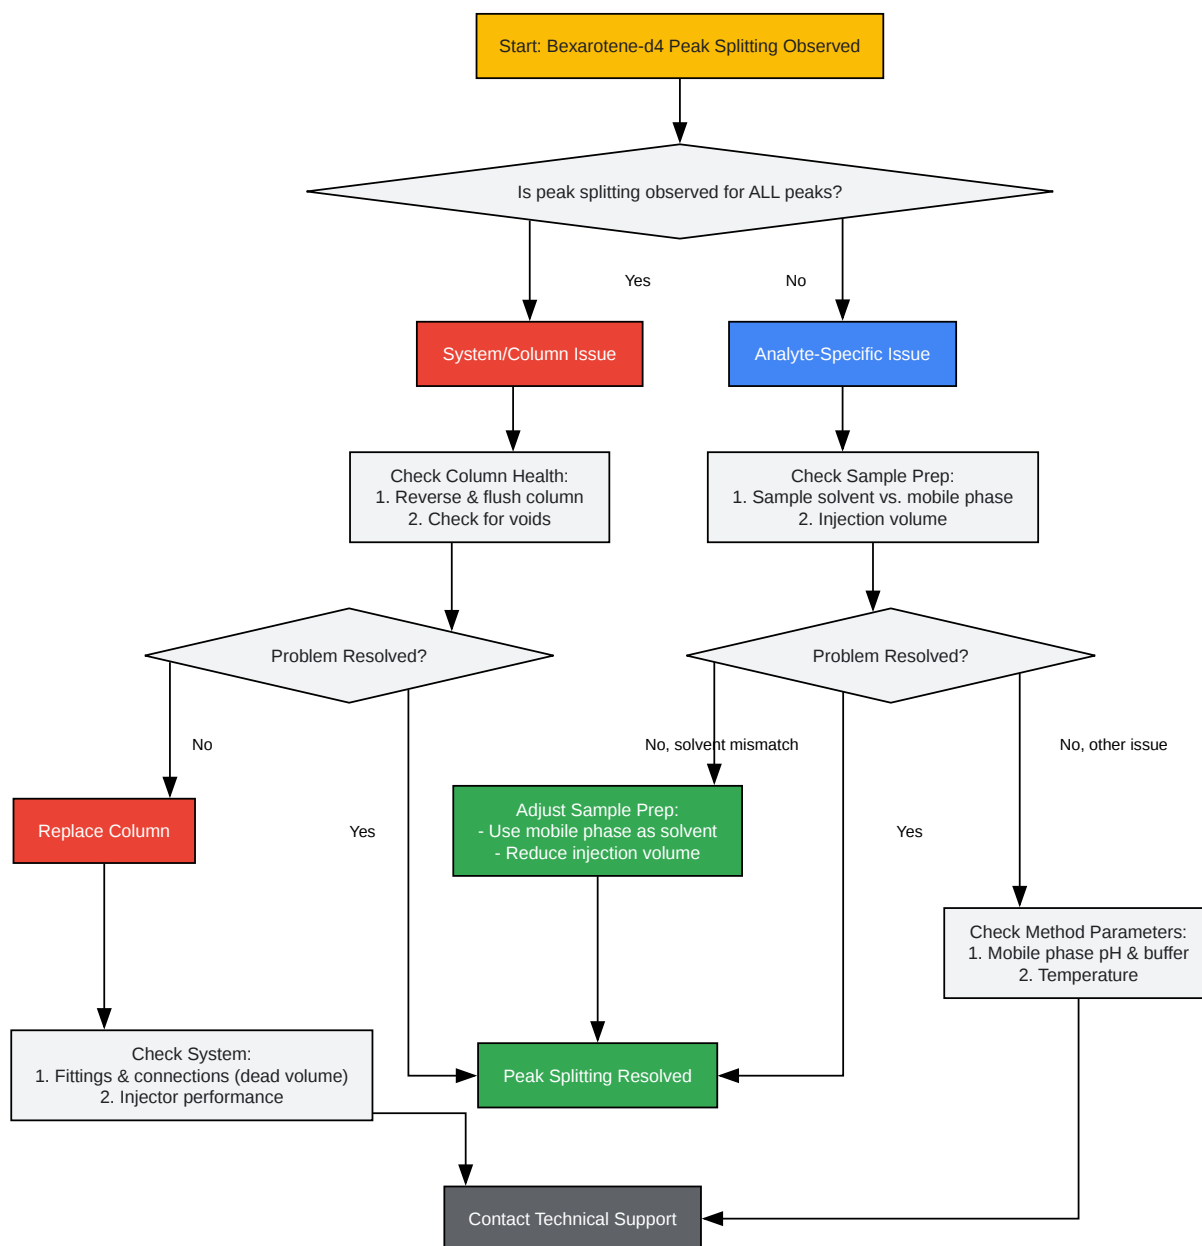 Start: Bexarotene-d4 Peak Splitting Observed
Is peak splitting observed for ALL peaks?
Yes
No
System/Column Issue
Analyte-Specific Issue
Check Column Health:
1. Reverse & flush column
2. Check for voids
Check Sample Prep:
1. Sample solvent vs. mobile phase
2. Injection volume
Problem Resolved?
Problem Resolved?
No
No, solvent mismatch
No, other issue
Replace Column
Yes
Adjust Sample Prep:
- Use mobile phase as solvent
- Reduce injection volume
Yes
Check Method Parameters:
1. Mobile phase pH & buffer
2. Temperature
Check System:
1. Fittings & connections (dead volume)
2. Injector performance
Peak Splitting Resolved
Contact Technical Support